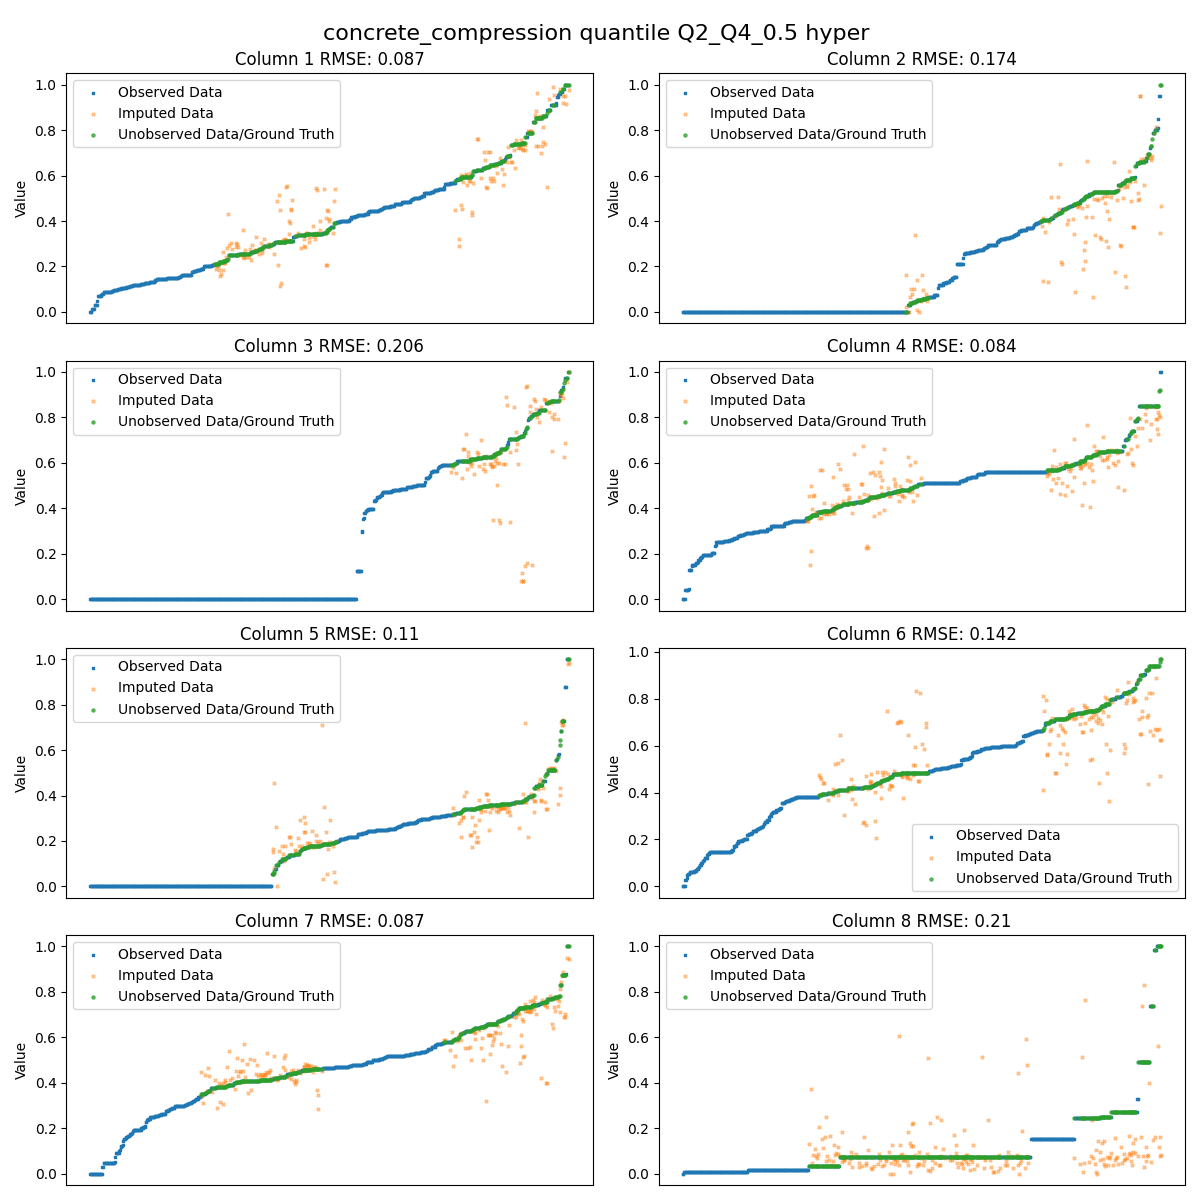 concrete_compression quantile Q2_Q4_0.5 hyper
Column 1 RMSE: 0.087
1.0
0.8
0.6
0.4
0.2
0.0
Value
Observed Data
Imputed Data
Unobserved Data/Ground Truth
Column 2 RMSE: 0.174
1.0
0.8
0.6
0.4
0.2
0.0
Value
Observed Data
Imputed Data
Unobserved Data/Ground Truth
Column 3 RMSE: 0.206
1.0
0.8
0.6
0.4
0.2
0.0
Value
Observed Data
Imputed Data
Unobserved Data/Ground Truth
Column 4 RMSE: 0.084
1.0
0.8
0.6
0.4
0.2
0.0
Value
Observed Data
Imputed Data
Unobserved Data/Ground Truth
Column 5 RMSE: 0.11
1.0
0.8
0.6
0.4
0.2
0.0
Value
Observed Data
Imputed Data
Unobserved Data/Ground Truth
Column 6 RMSE: 0.142
1.0
0.8
0.6
0.4
0.2
0.0
Value
Observed Data
Imputed Data
Unobserved Data/Ground Truth
Column 7 RMSE: 0.087
1.0
0.8
0.6
0.4
0.2
0.0
Value
Observed Data
Imputed Data
Unobserved Data/Ground Truth
Column 8 RMSE: 0.21
1.0
0.8
0.6
0.4
0.2
0.0
Value
Observed Data
Imputed Data
Unobserved Data/Ground Truth